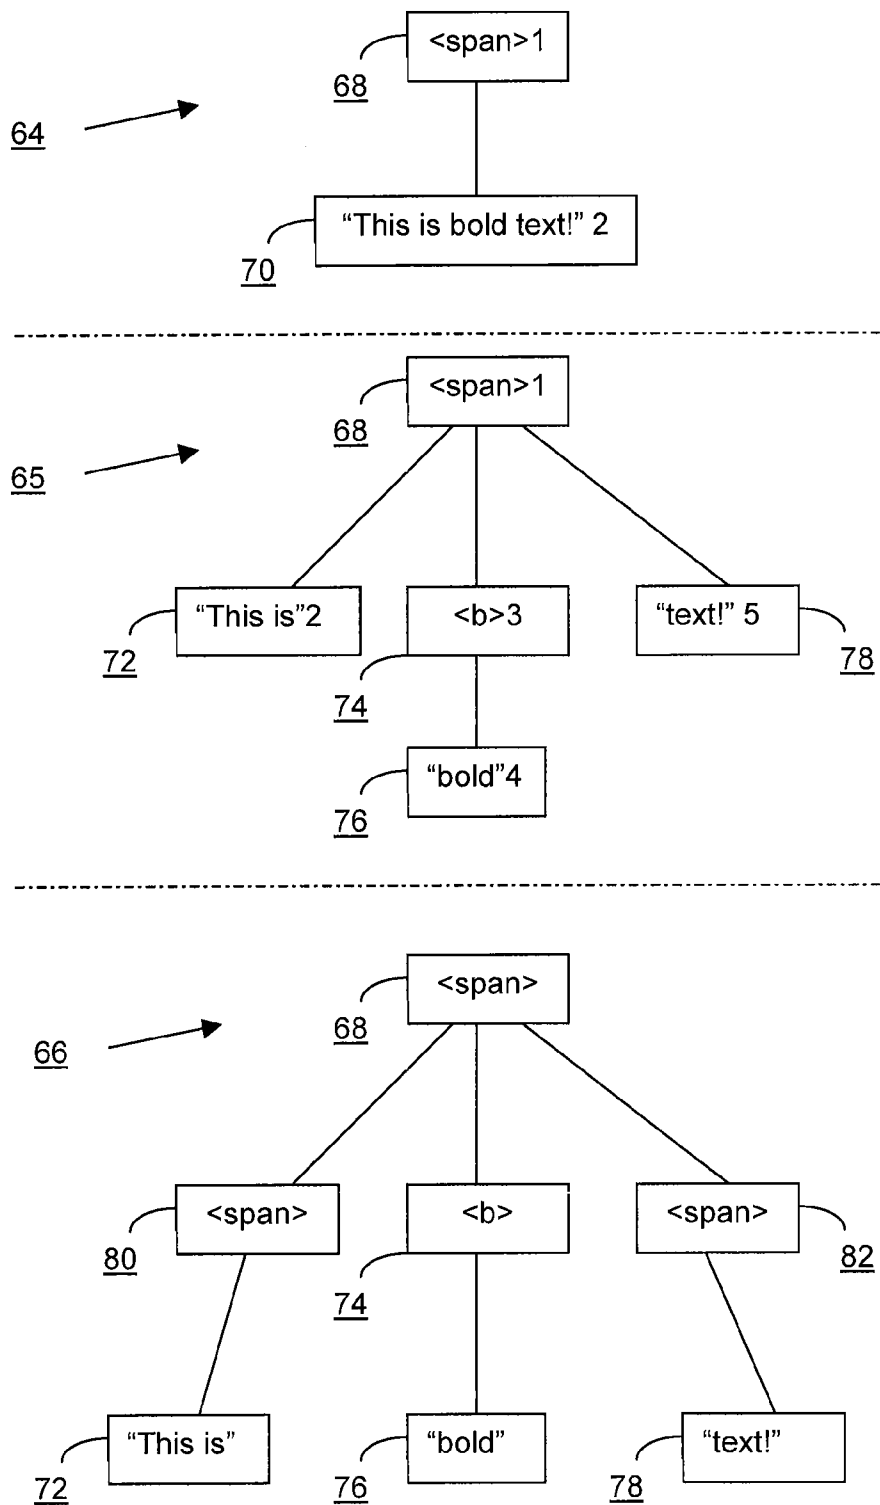 <span>1
68
64
“This is bold text!” 2
70
<span>1
68
65
“This is”2
<b>3
“text!” 5
72
74
78
“bold”4
76
<span>
68
66
<span>
<b>
<span>
80
74
82
“This is”
“bold”
“text!”
72
76
78